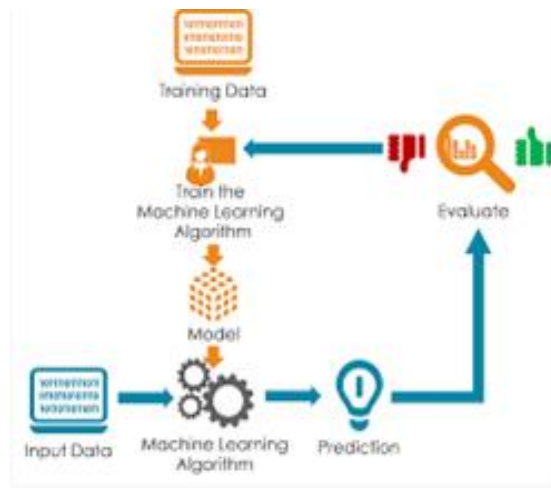 Training Data
Train the
Machine Learning
Algorithm
Evaluate
Model
Input Data
Machine Learning
Algorithm
Prediction